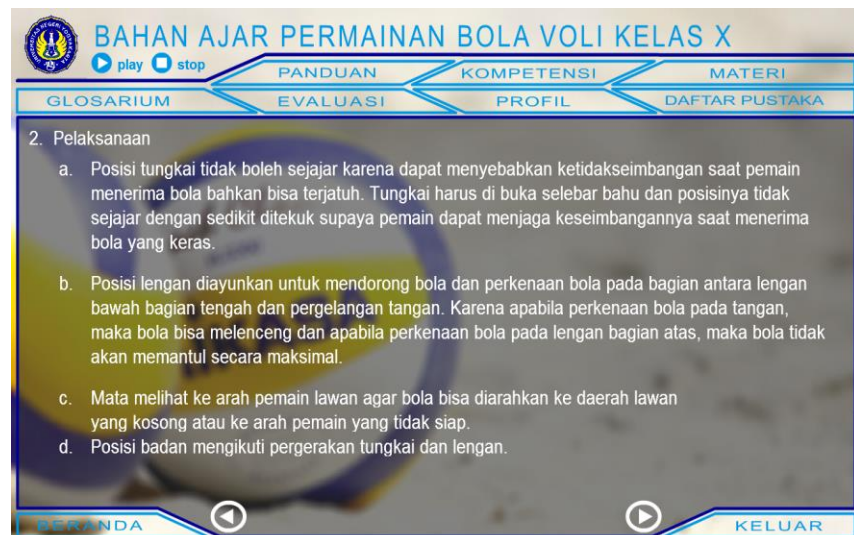 BAHAN AJAR PERMAINAN BOLA VOLI KELAS X
play stop
PANDUAN KOMPETENSI MATERI
GLOSARIUM EVALUASI PROFIL DAFTAR PUSTAKA
2. Pelaksanaan
a. Posisi tungkai tidak boleh sejajar karena dapat menyebabkan ketidakseimbangan saat pemain
menerima bola bahkan bisa terjatuh. Tungkai harus di buka selebar bahu dan posisinya tidak
sejajar dengan sedikit ditekuk supaya pemain dapat menjaga keseimbangannya saat menerima
bola yang keras.
b. Posisi lengan diayunkan untuk mendorong bola dan perkenaan bola pada bagian antara lengan
bawah bagian tengah dan pergelangan tangan. Karena apabila perkenaan bola pada tangan,
maka bola bisa melenceng dan apabila perkenaan bola pada lengan bagian atas, maka bola tidak
akan memantul secara maksimal.
c. Mata melihat ke arah pemain lawan agar bola bisa diarahkan ke daerah lawan
yang kosong atau ke arah pemain yang tidak siap.
d. Posisi badan mengikuti pergerakan tungkai dan lengan.
BERANDA KELUAR